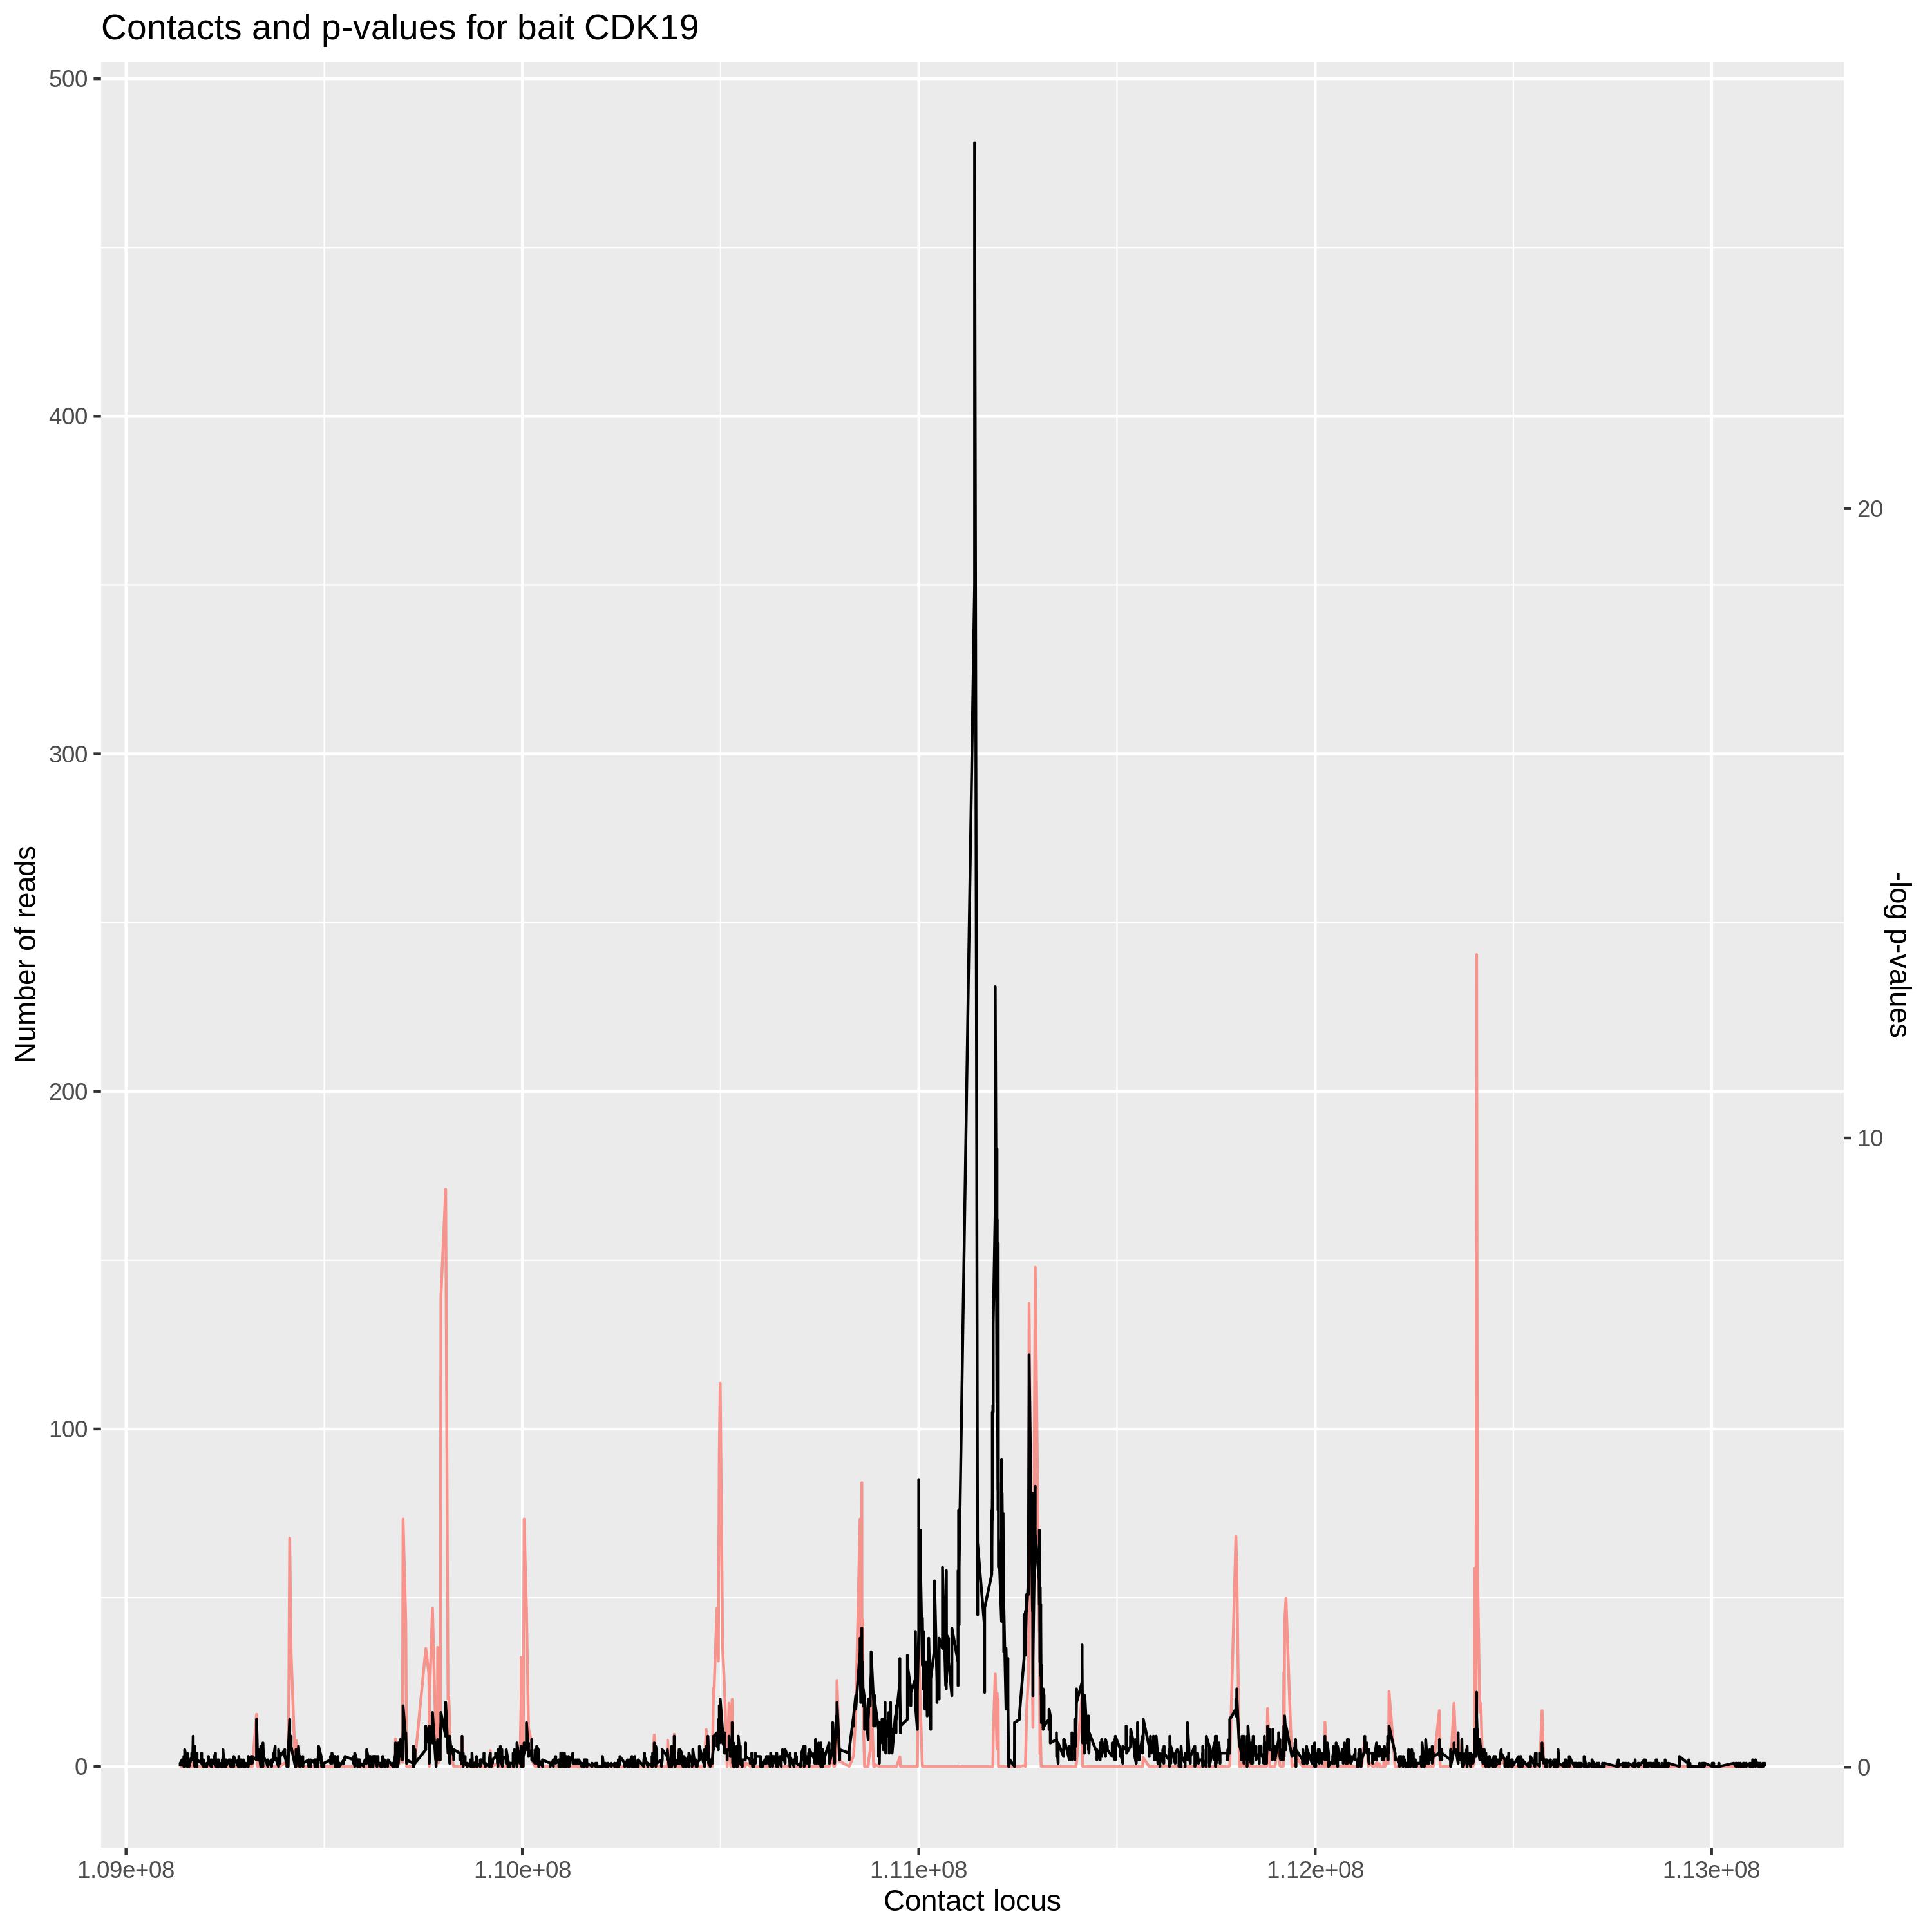 Contacts and p-values for bait CDK19
500
400
300
200
100
0
Number of reads
20
10
0
-log p-values
1.09e+08 1.10e+08 1.11e+08 1.12e+08 1.13e+08
Contact locus